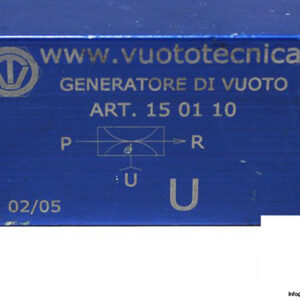 www.vuototecnica
GENERATORE DI VUOTO
ART. 15 01 10
P R
U
U
02/05